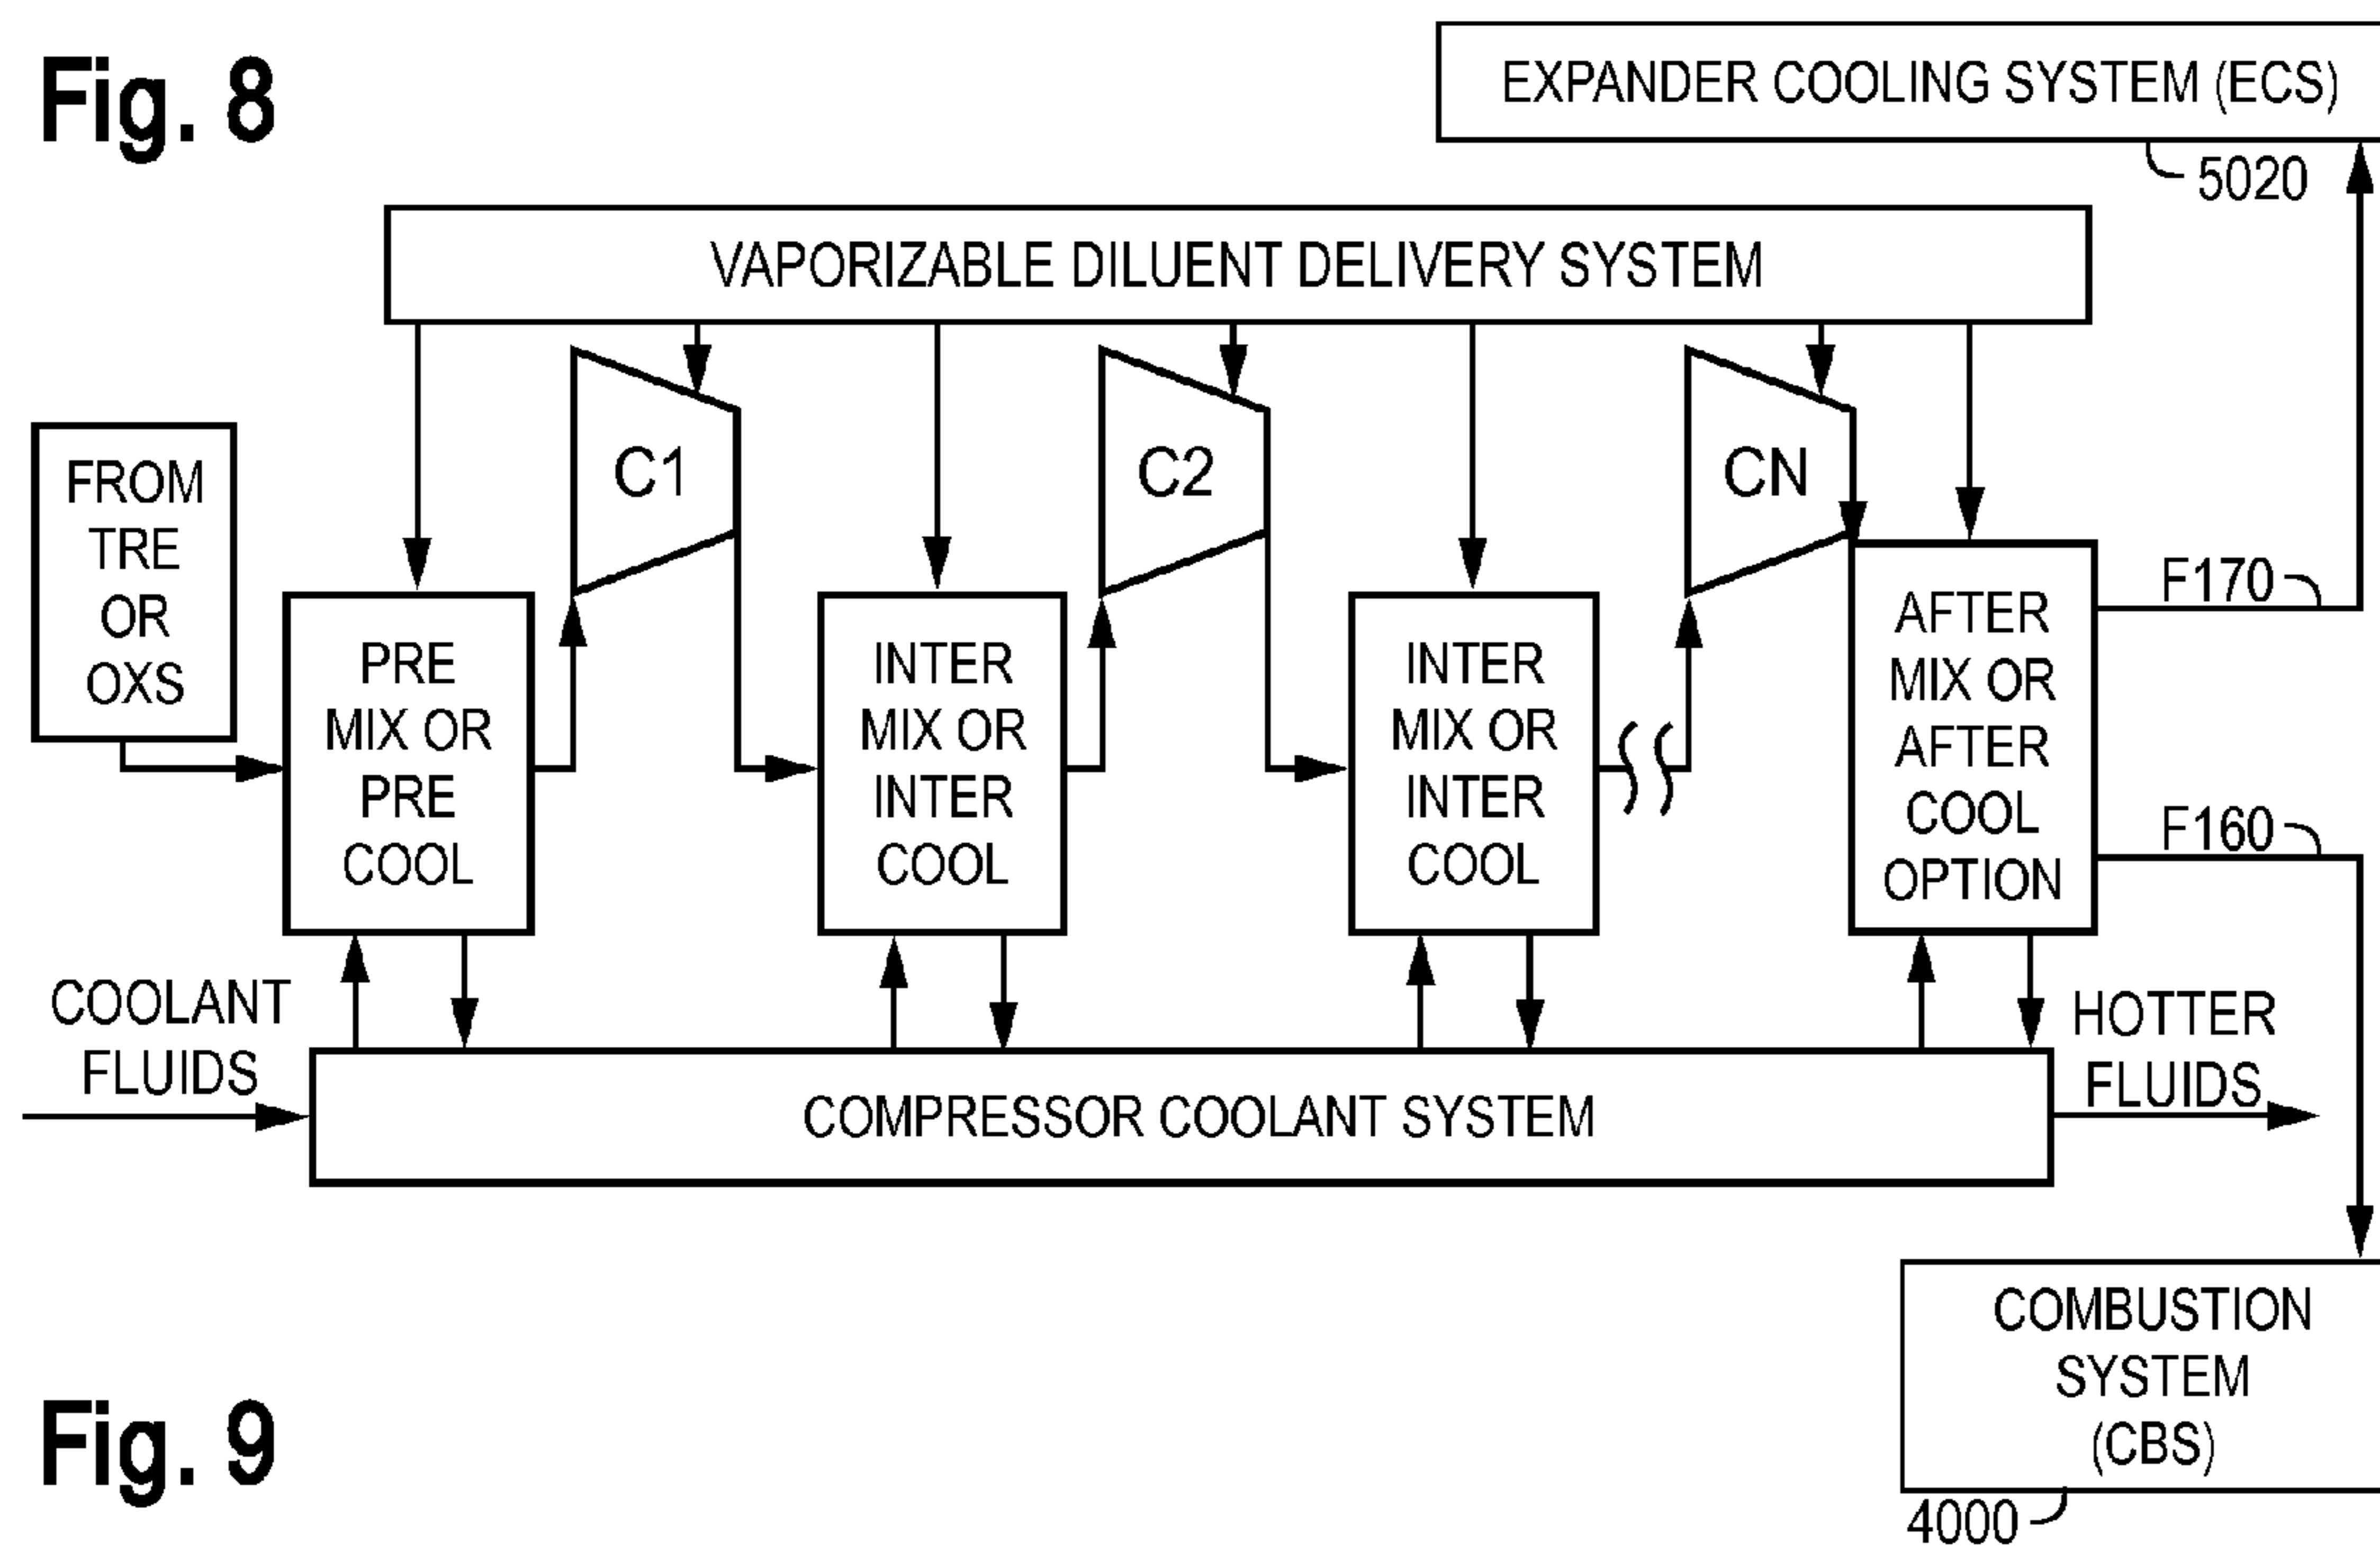 Fig. 8
EXPANDER COOLING SYSTEM (ECS)
5020
VAPORIZABLE DILUENT DELIVERY SYSTEM
FROM
TRE
OR
OXS
C1
C2
CN
PRE
MIX OR
PRE
COOL
INTER
MIX OR
INTER
COOL
INTER
MIX OR
INTER
COOL
AFTER
MIX OR
AFTER
COOL
OPTION
F170
F160
COOLANT
FLUIDS
COMPRESSOR COOLANT SYSTEM
HOTTER
FLUIDS
COMBUSTION
SYSTEM
(CBS)
4000
Fig. 9